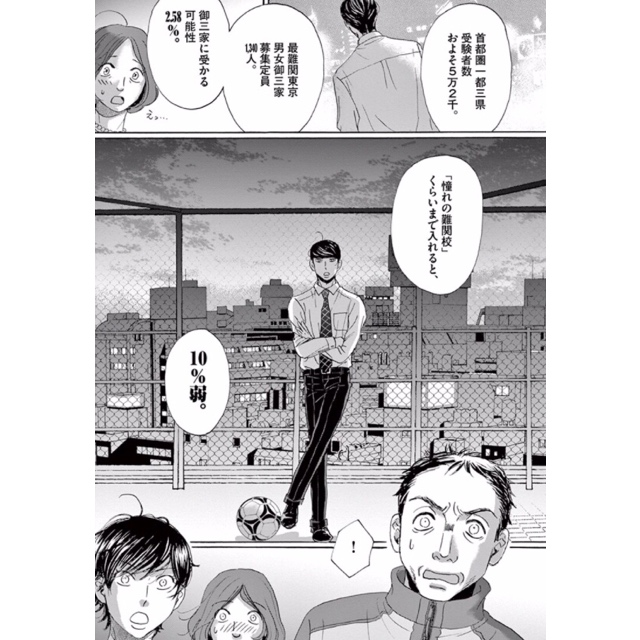 首都圏一都三県
受験者数
およそ5万2千。
最難関東京
男女御三家
募集定員
1,340人。
御三家に受かる
可能性
2.58
%。
えっ…
「憧れの難関校」
くらいまで入れると、
10%弱。
!